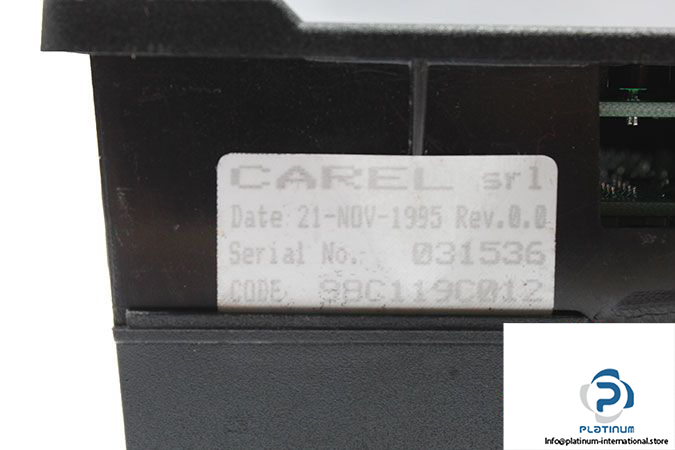 CAREL srl
Date 21-NOV-1995 Rev.0.0
Serial No. 031536
CODE 98C119C012
PLATINUM
Info@platinum-international.store